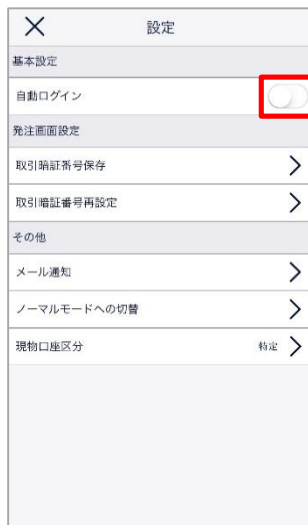 設定
基本設定
自動ログイン
発注画面設定
取引暗証番号保存
取引暗証番号再設定
その他
メール通知
ノーマルモードへの切替
現物口座区分 特定